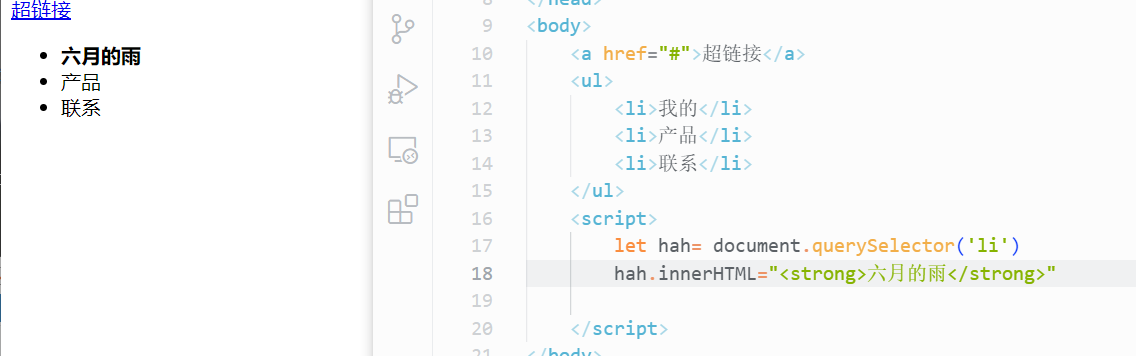 超链接
六月的雨
产品
联系
8 </head>
9 <body>
10 <a href="#">超链接</a>
11 <ul>
12 <li>我的</li>
13 <li>产品</li>
14 <li>联系</li>
15 </ul>
16 <script>
17 let hah= document.querySelector('li')
18 hah.innerHTML="<strong>六月的雨</strong>"
19
20 </script>
21 </body>